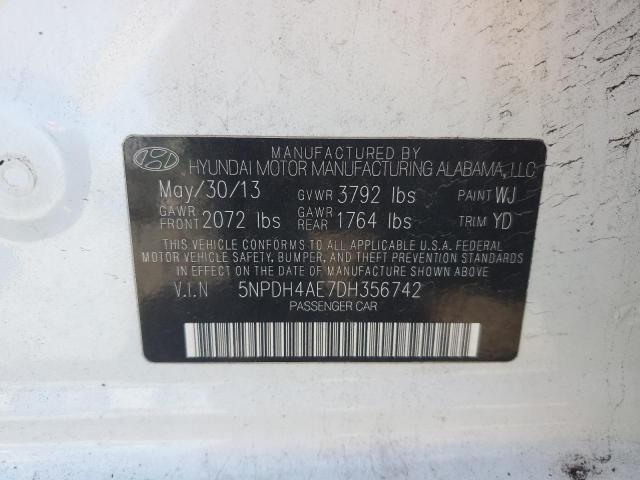 MANUFACTURED BY
HYUNDAI MOTOR MANUFACTURING ALABAMA, LLC
May/30/13 GVWR 3792 lbs PAINT WJ
GAWR FRONT 2072 lbs GAWR REAR 1764 lbs TRIM YD
THIS VEHICLE CONFORMS TO ALL APPLICABLE U.S.A. FEDERAL
MOTOR VEHICLE SAFETY, BUMPER, AND THEFT PREVENTION
STANDARDS IN EFFECT ON THE DATE OF MANUFACTURE SHOWN ABOVE.
V.I.N 5NPDH4AE7DH356742
PASSENGER CAR